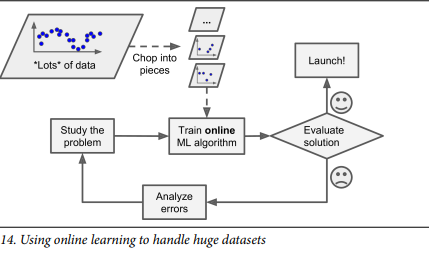 *Lots* of data
Chop into
pieces
...
Launch!
Study the
problem
Train online
ML algorithm
Evaluate
solution
Analyze
errors
14. Using online learning to handle huge datasets